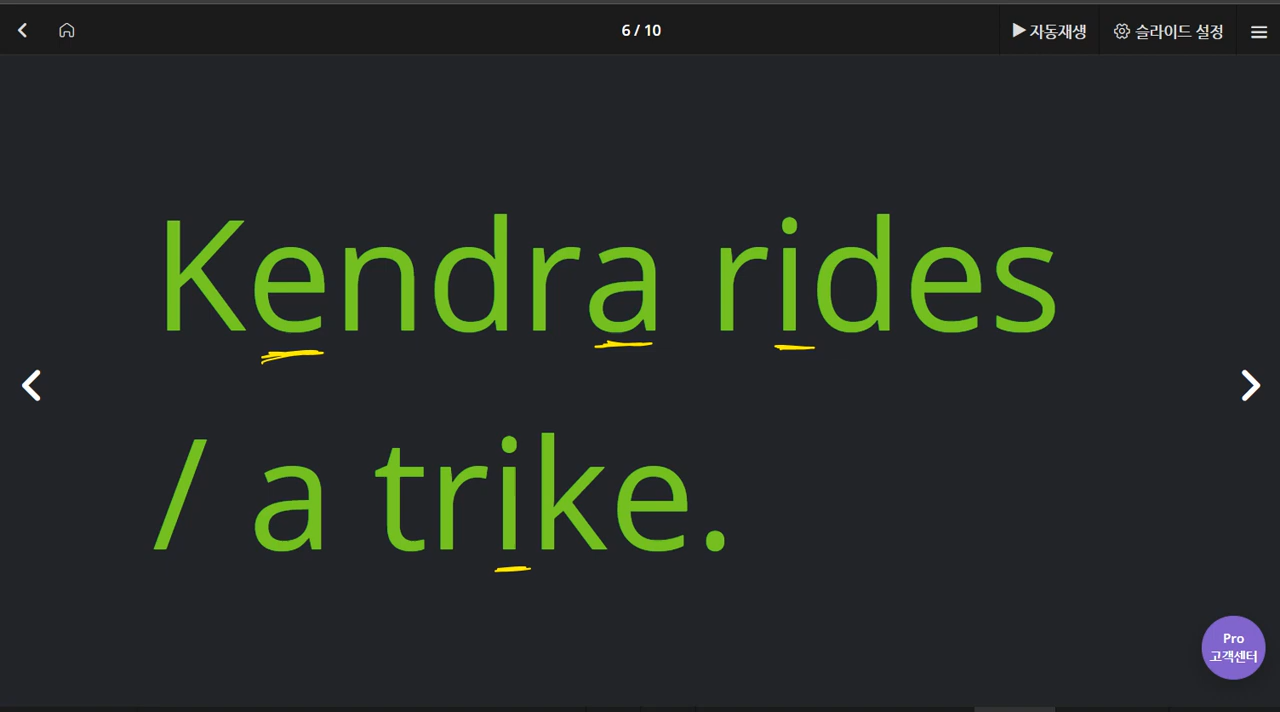 6 / 10
▶ 자동재생
슬라이드 설정
Kendra rides
/ a trike.
Pro
고객센터